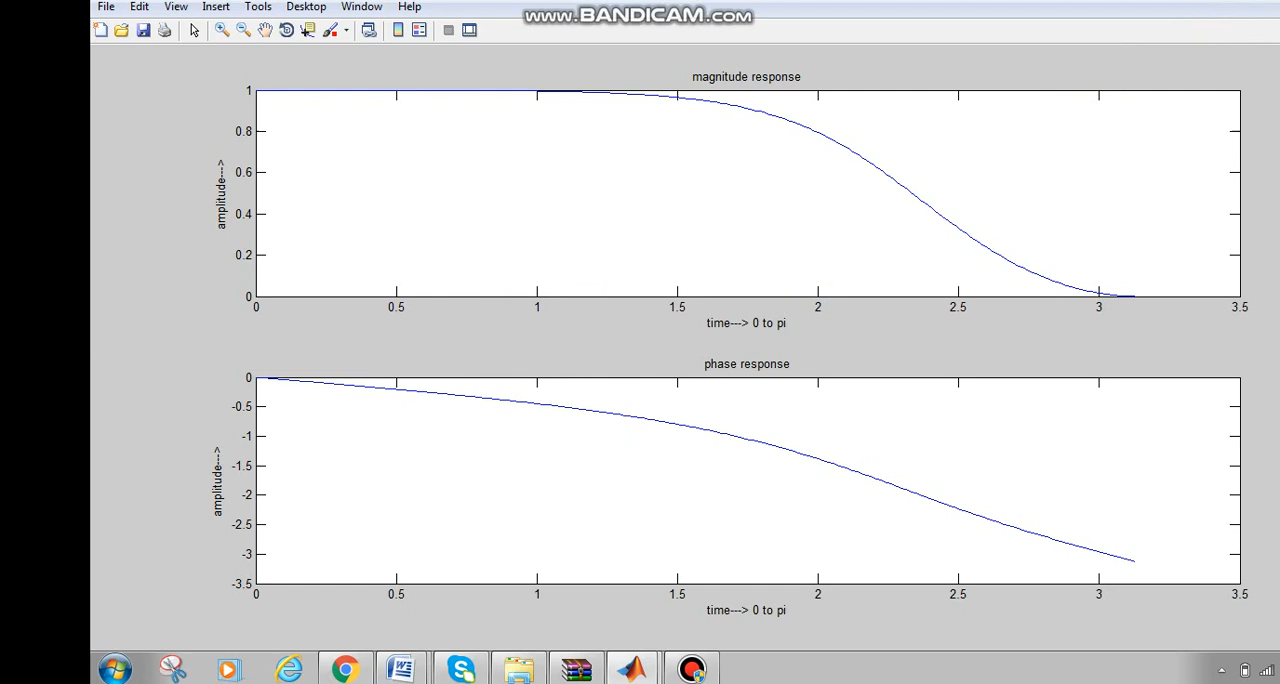 File Edit View Insert Tools Desktop Window Help
www.BANDICAM.com
magnitude response
1
0.8
0.6
0.4
0.2
0
amplitude--->
0 0.5 1 1.5 2 2.5 3 3.5
time---> 0 to pi
phase response
0
-0.5
-1
-1.5
-2
-2.5
-3
-3.5
amplitude--->
0 0.5 1 1.5 2 2.5 3 3.5
time---> 0 to pi